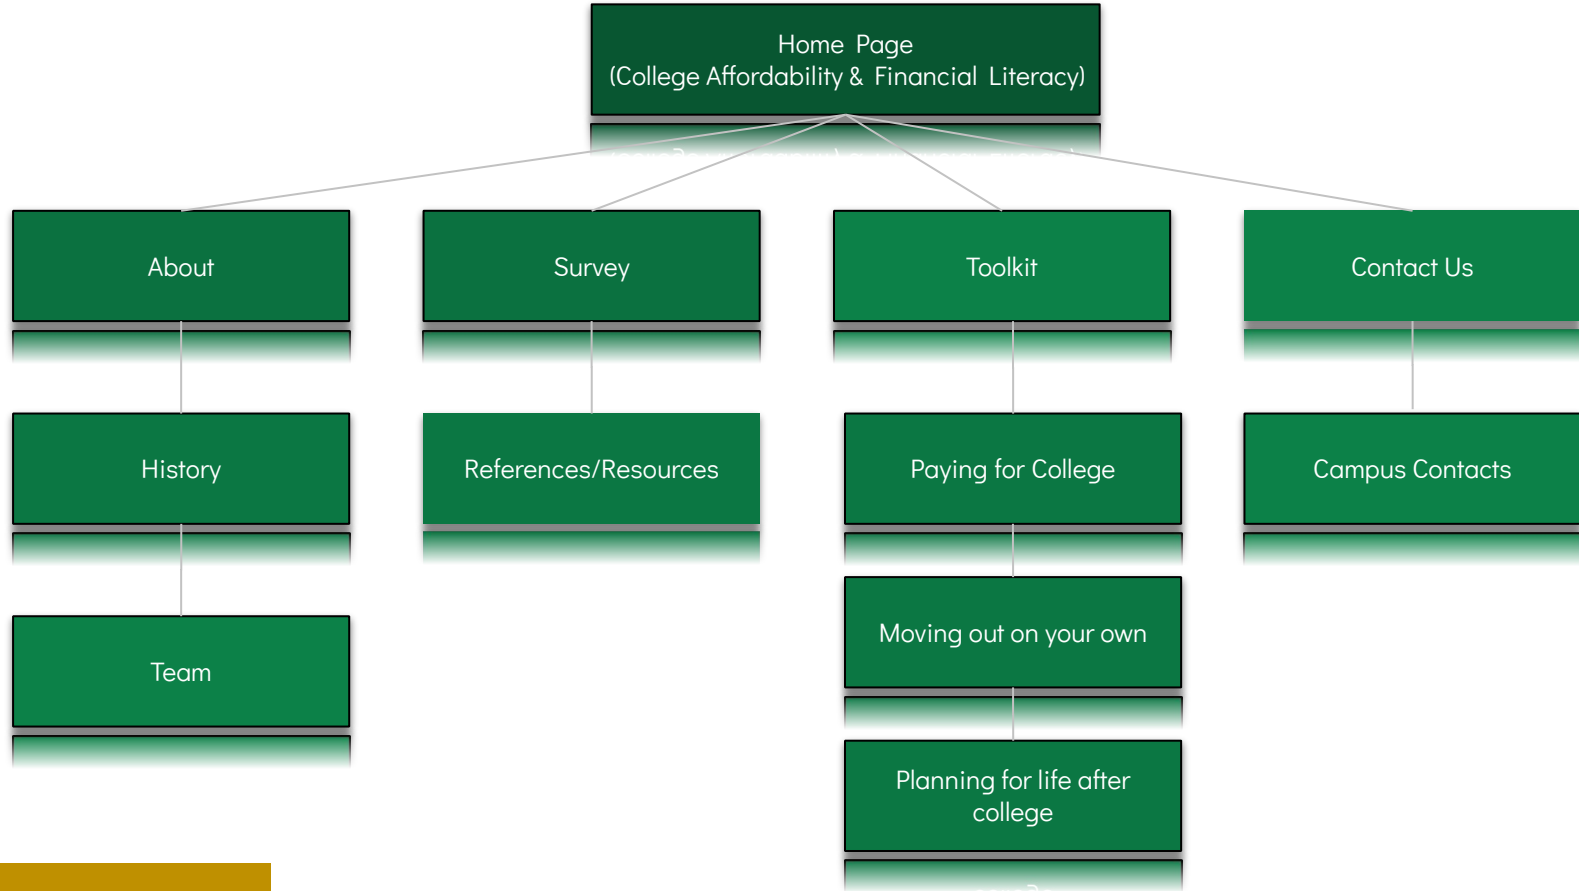 Home Page
(College Affordability & Financial Literacy)
About
Survey
Toolkit
Contact Us
History
References/Resources
Paying for College
Campus Contacts
Moving out on your own
Team
Planning for life after
college